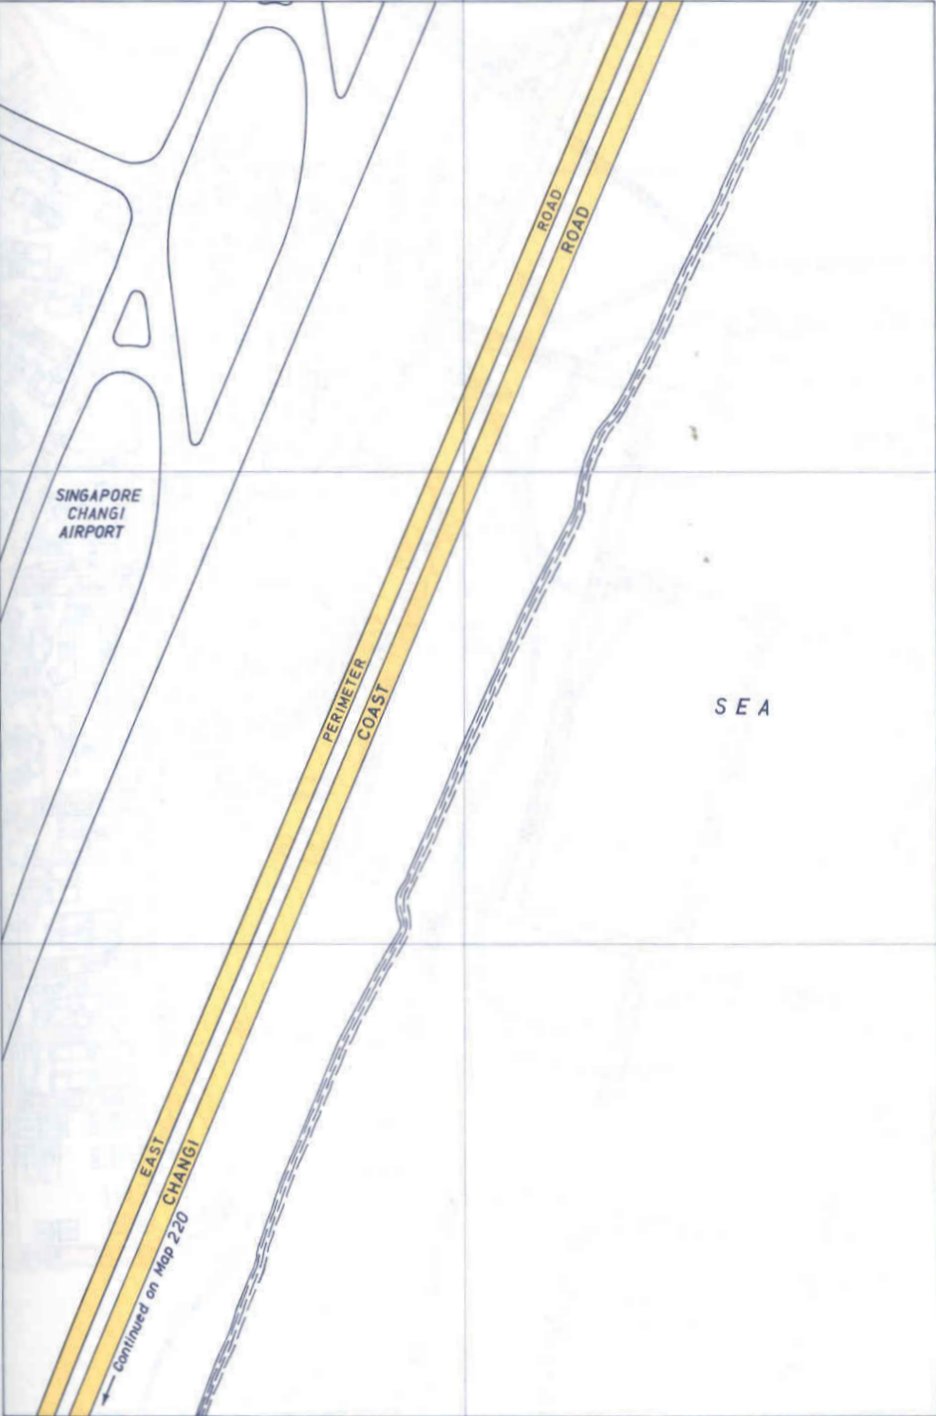 ROAD
ROAD
SINGAPORE
CHANGI
AIRPORT
PERIMETER
COAST
SEA
EAST
CHANGI
Continued on Map 220